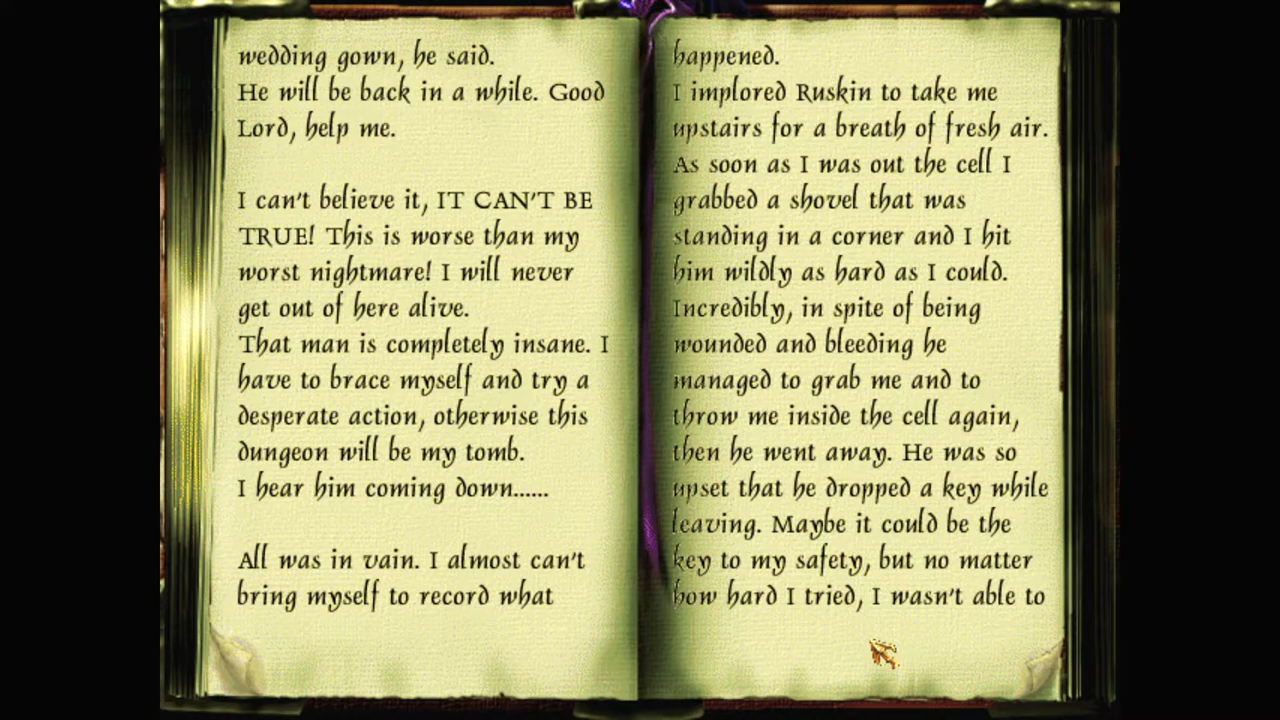 wedding gown, he said.
He will be back in a while. Good
Lord, help me.
I can't believe it, IT CAN'T BE
TRUE! This is worse than my
worst nightmare! I will never
get out of here alive.
That man is completely insane. I
have to brace myself and try a
desperate action, otherwise this
dungeon will be my tomb.
I hear him coming down......
All was in vain. I almost can't
bring myself to record what
happened.
I implored Ruskin to take me
upstairs for a breath of fresh air.
As soon as I was out the cell I
grabbed a shovel that was
standing in a corner and I hit
him wildly as hard as I could.
Incredibly, in spite of being
wounded and bleeding he
managed to grab me and to
throw me inside the cell again,
then he went away. He was so
upset that he dropped a key while
leaving. Maybe it could be the
key to my safety, but no matter
how hard I tried, I wasn't able to